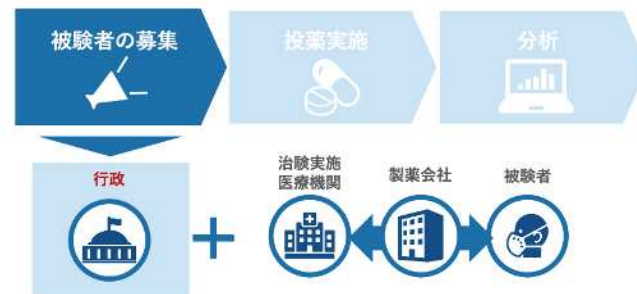 被験者の募集
投薬実施
分析
行政
治験実施
医療機関
製薬会社
被験者